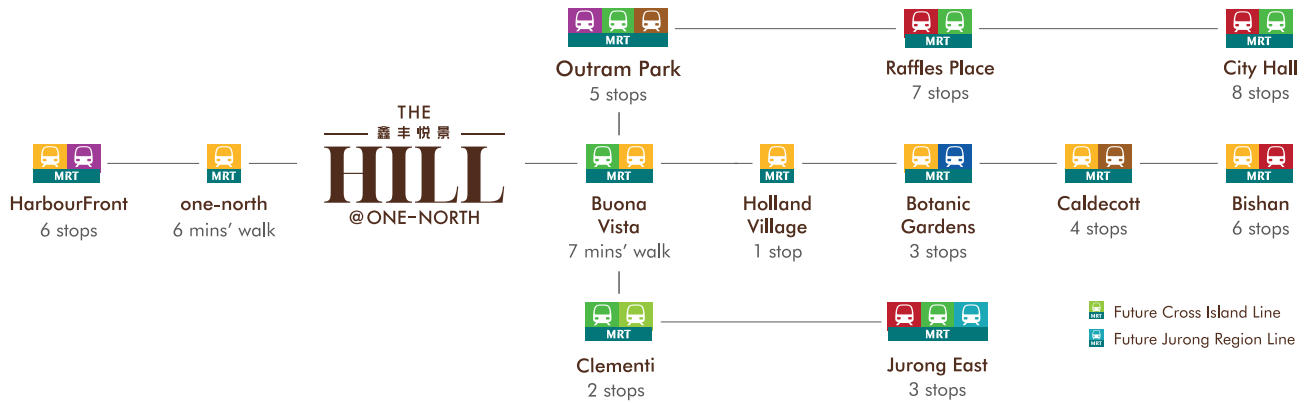 MRT
Outram Park
5 stops
MRT
Raffles Place
7 stops
MRT
City Hall
8 stops
THE
鑫丰悦景
HILL
@ONE-NORTH
MRT
HarbourFront
6 stops
MRT
one-north
6 mins' walk
MRT
Buona
Vista
7 mins' walk
MRT
Holland
Village
1 stop
MRT
Botanic
Gardens
3 stops
MRT
Caldecott
4 stops
MRT
Bishan
6 stops
MRT
Clementi
2 stops
MRT
Jurong East
3 stops
MRT Future Cross Island Line
MRT Future Jurong Region Line